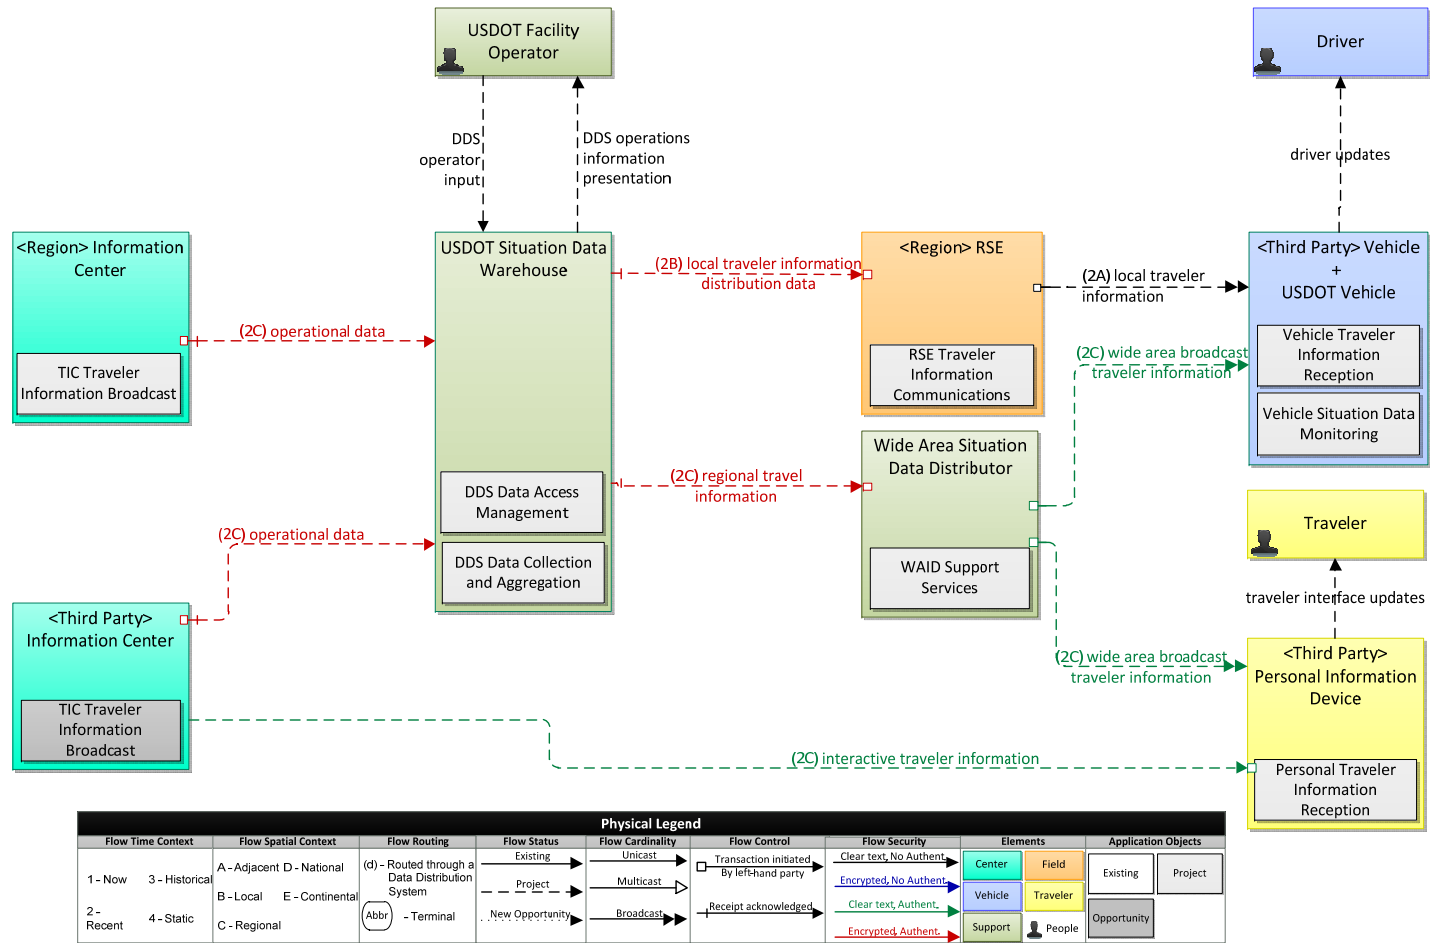 USDOT Facility
Operator
Driver
DDS
operator
input
DDS operations
information
presentation
driver updates
<Region> Information
Center
TIC Traveler
Information Broadcast
(2C) operational data
USDOT Situation Data
Warehouse
DDS Data Access
Management
DDS Data Collection
and Aggregation
(2B) local traveler information
distribution data
<Region> RSE
RSE Traveler
Information
Communications
(2A) local traveler
information
<Third Party> Vehicle
+
USDOT Vehicle
Vehicle Traveler
Information
Reception
Vehicle Situation Data
Monitoring
(2C) wide area broadcast
traveler information
(2C) regional travel
information
Wide Area Situation
Data Distributor
WAID Support
Services
Traveler
(2C) operational data
<Third Party>
Information Center
TIC Traveler
Information
Broadcast
traveler interface updates
(2C) wide area broadcast
traveler information
<Third Party>
Personal Information
Device
Personal Traveler
Information
Reception
(2C) interactive traveler information
Physical Legend
Flow Time Context
1 – Now
3 – Historical
2 –
Recent
4 – Static
Flow Spatial Context
A – Adjacent
D – National
B – Local
E – Continental
C – Regional
Flow Routing
(d) – Routed through a
Data Distribution
System
Abbr
– Terminal
Flow Status
Existing
Project
New Opportunity
Flow Cardinality
Unicast
Multicast
Broadcast
Flow Control
Transaction initiated
By left-hand party
Receipt acknowledged
Flow Security
Clear text, No Authent.
Encrypted, No Authent.
Clear text, Authent.
Encrypted, Authent.
Elements
Center
Field
Vehicle
Traveler
Support
People
Application Objects
Existing
Project
Opportunity